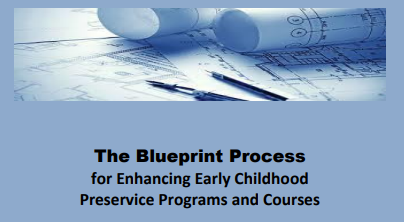 The Blueprint Process
for Enhancing Early Childhood
Preservice Programs and Courses